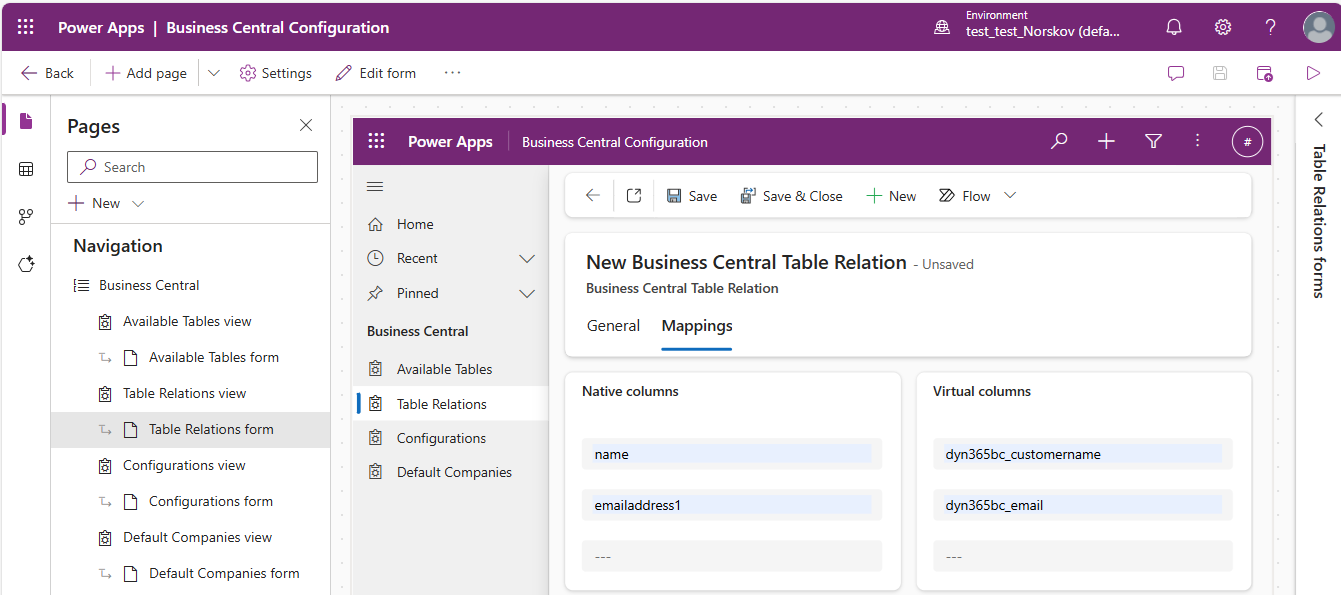 Power Apps | Business Central Configuration
Environment
test_test_Norskov (defa...
?
Back
Add page
Settings
Edit form
...
Pages
Search
New
Navigation
Business Central
Available Tables view
Available Tables form
Table Relations view
Table Relations form
Configurations view
Configurations form
Default Companies view
Default Companies form
Power Apps
Business Central Configuration
#
Home
Recent
Pinned
Business Central
Available Tables
Table Relations
Configurations
Default Companies
Save
Save & Close
New
Flow
New Business Central Table Relation - Unsaved
Business Central Table Relation
General
Mappings
Native columns
name
emailaddress1
---
Virtual columns
dyn365bc_customername
dyn365bc_email
---
Table Relations forms